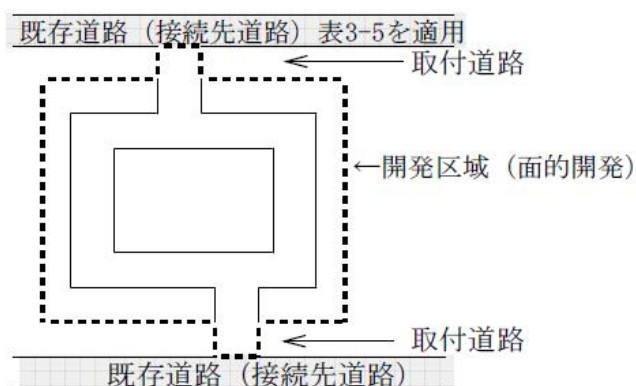 既存道路（接続先道路）表3-5を適用
取付道路
←開発区域（面的開発）
取付道路
既存道路（接続先道路）